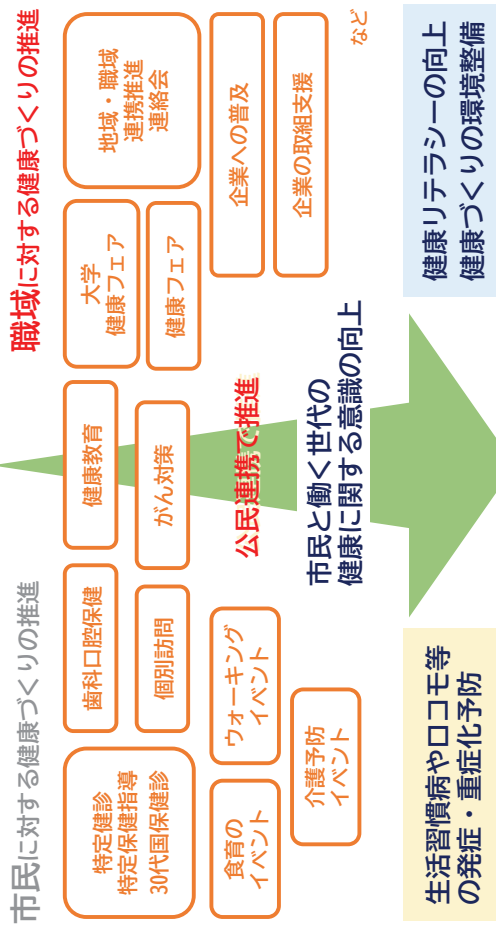 市民に対する健康づくりの推進
職域に対する健康づくりの推進
特定健診
特定保健指導
30代国保健診
歯科口腔保健
個別訪問
健康教育
がん対策
大学
健康フェア
健康フェア
地域・職域
連携推進
連絡会
食育の
イベント
ウォーキング
イベント
介護予防
イベント
公民連携で推進
企業への普及
企業の取組支援
など
市民と働く世代の
健康に関する意識の向上
生活習慣病やロコモ等
の発症・重症化予防
健康リテラシーの向上
健康づくりの環境整備